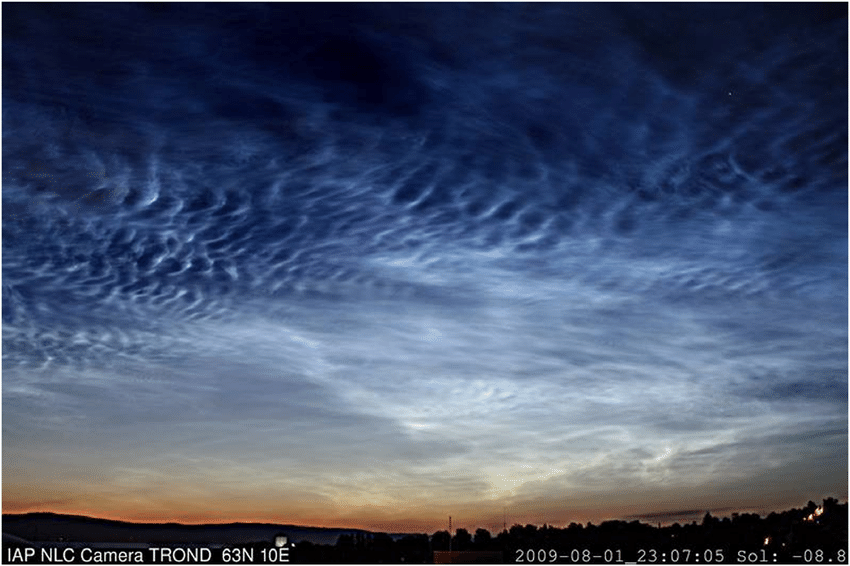 IAP NLC Camera TROND 63N 10E
2009-08-01_23:07:05 Sol: -08.8